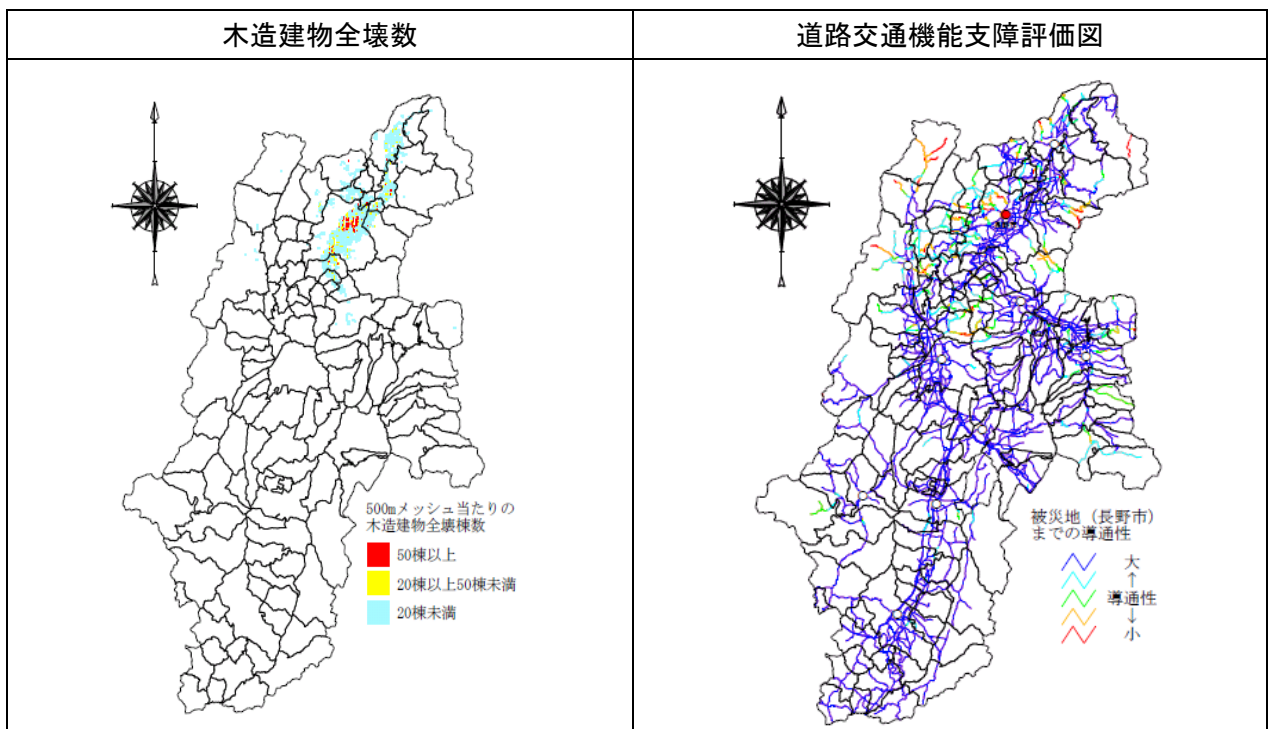 木造建物全壊数
道路交通機能支障評価図
500mメッシュ当たりの
木造建物全壊棟数
50棟以上
20棟以上50棟未満
20棟未満
被災地（長野市）
までの導通性
大
↑
導通性
↓
小